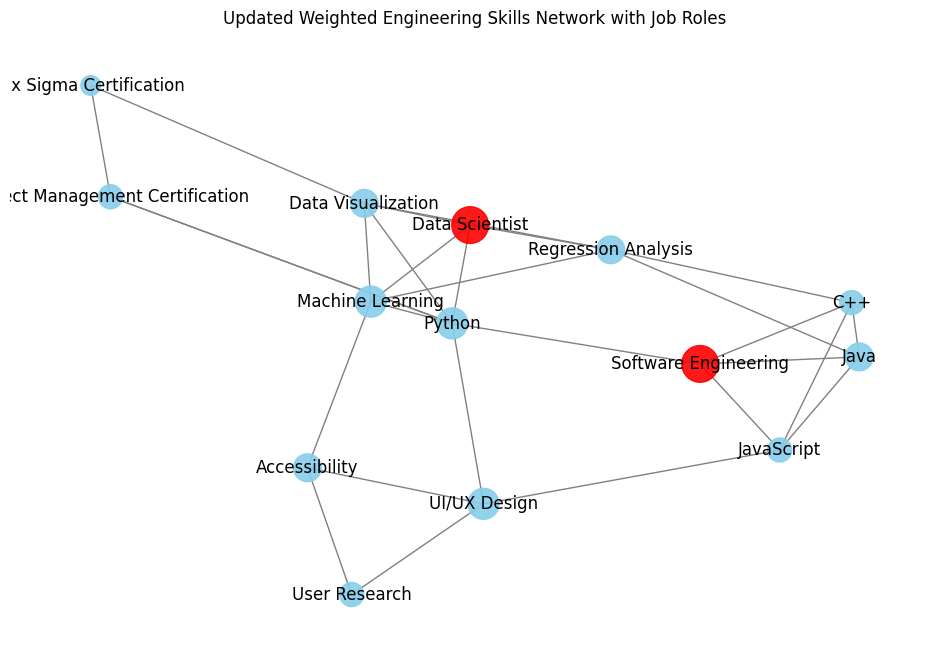 Updated Weighted Engineering Skills Network with Job Roles
x Sigma Certification
ect Management Certification
Data Visualization
Data Scientist
Regression Analysis
Machine Learning
C++
Python
Java
Software Engineering
JavaScript
Accessibility
UI/UX Design
User Research